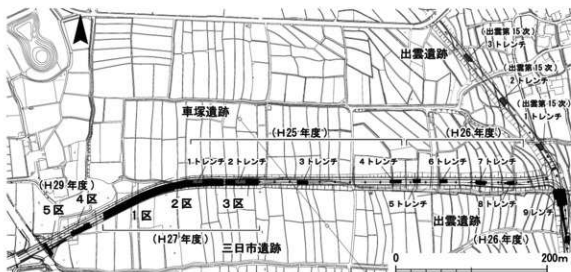 (出雲第15次)
3トレンチ
出雲遺跡
(出雲第15次)
2トレンチ
(出雲第15次)
1トレンチ
車塚遺跡
(H25年度)
(H26年度)
1トレンチ 2トレンチ 3トレンチ 4トレンチ 6トレンチ 7トレンチ
(H29年度)
4区
5区
2区
3区
1区
5トレンチ
8トレンチ
9トレンチ
出雲遺跡
(H27年度)
三日市遺跡
(H26年度)
0 200m